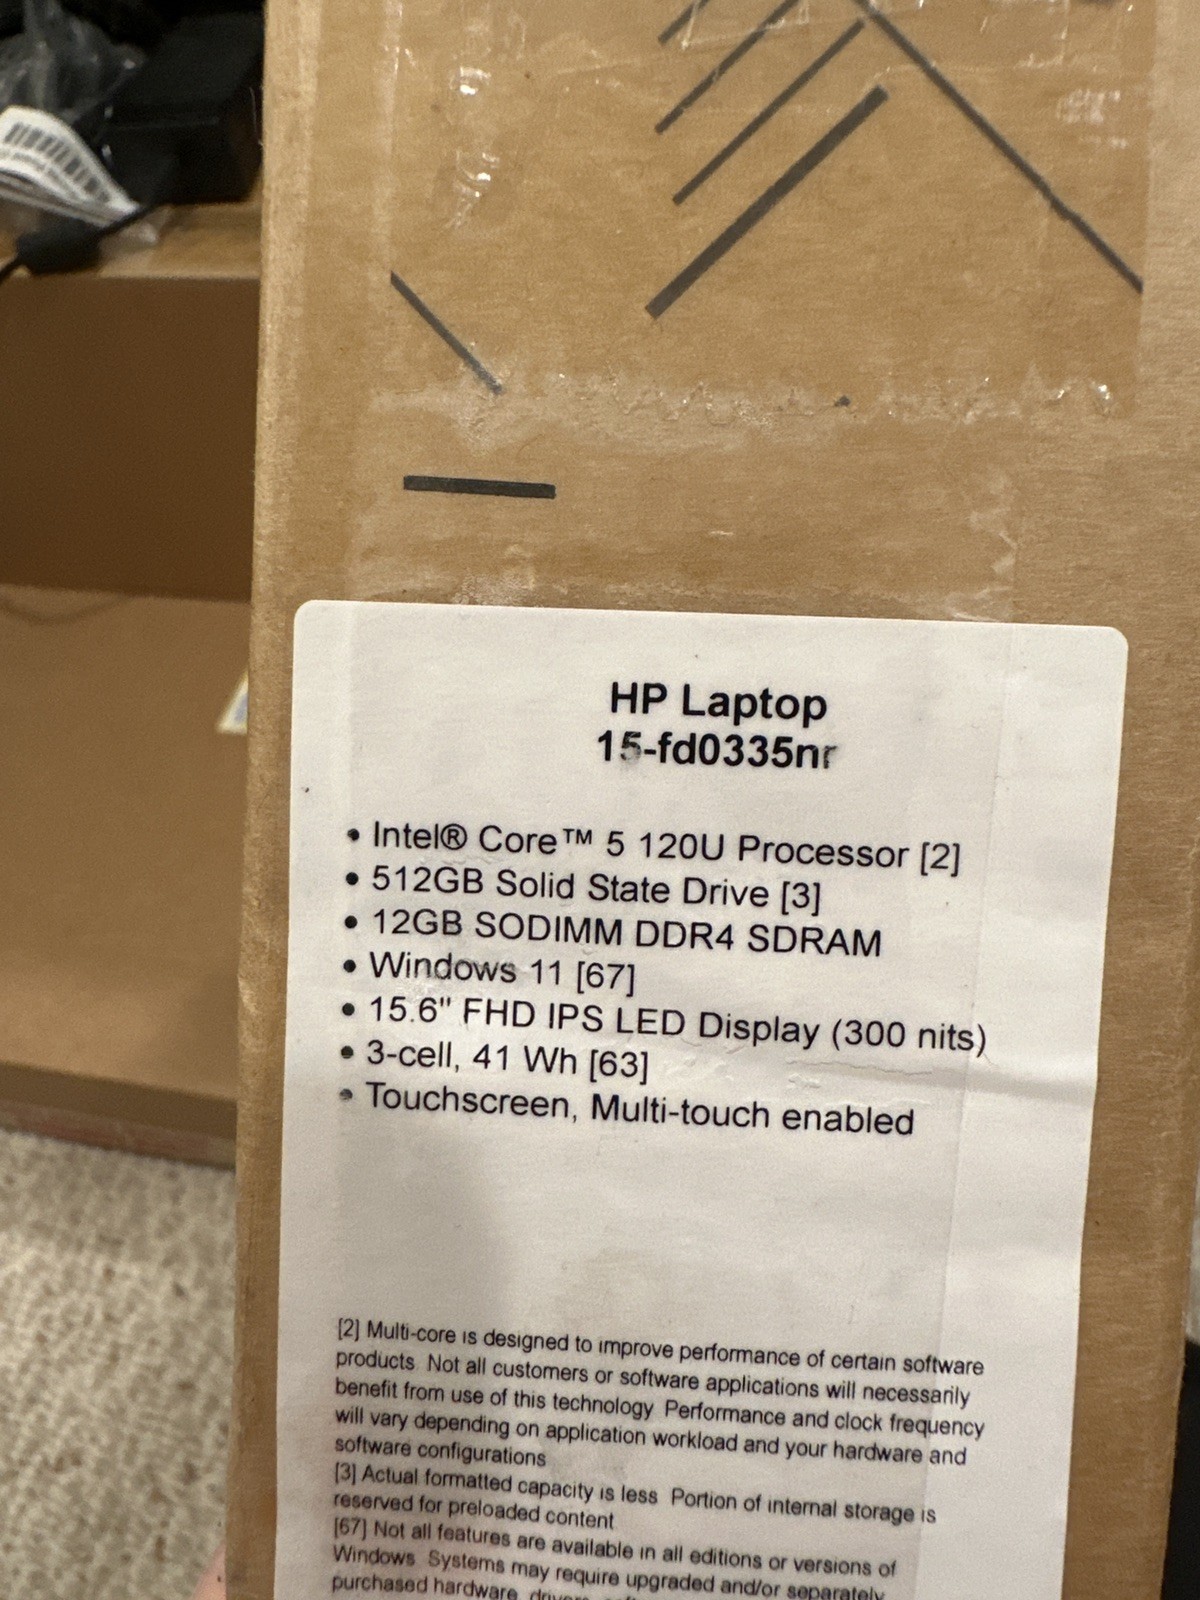 HP Laptop
15-fd0335nr
• Intel® Core™ 5 120U Processor [2]
• 512GB Solid State Drive [3]
• 12GB SODIMM DDR4 SDRAM
• Windows 11 [67]
• 15.6" FHD IPS LED Display (300 nits)
• 3-cell, 41 Wh [63]
• Touchscreen, Multi-touch enabled
[2] Multi-core is designed to improve performance of certain software
products. Not all customers or software applications will necessarily
benefit from use of this technology. Performance and clock frequency
will vary depending on application workload and your hardware and
software configurations
[3] Actual formatted capacity is less. Portion of internal storage is
reserved for preloaded content
[67] Not all features are available in all editions or versions of
Windows. Systems may require upgraded and/or separately
purchased hardware, drivers,